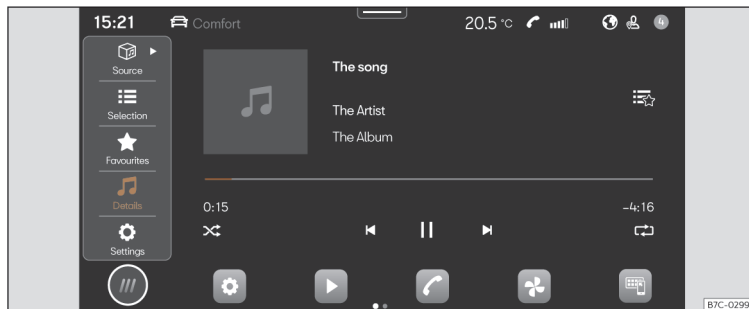 15:21
Comfort
20.5 °C
4
Source
Selection
Favourites
Details
Settings
The song
The Artist
The Album
0:15
-4:16
B7C-0299